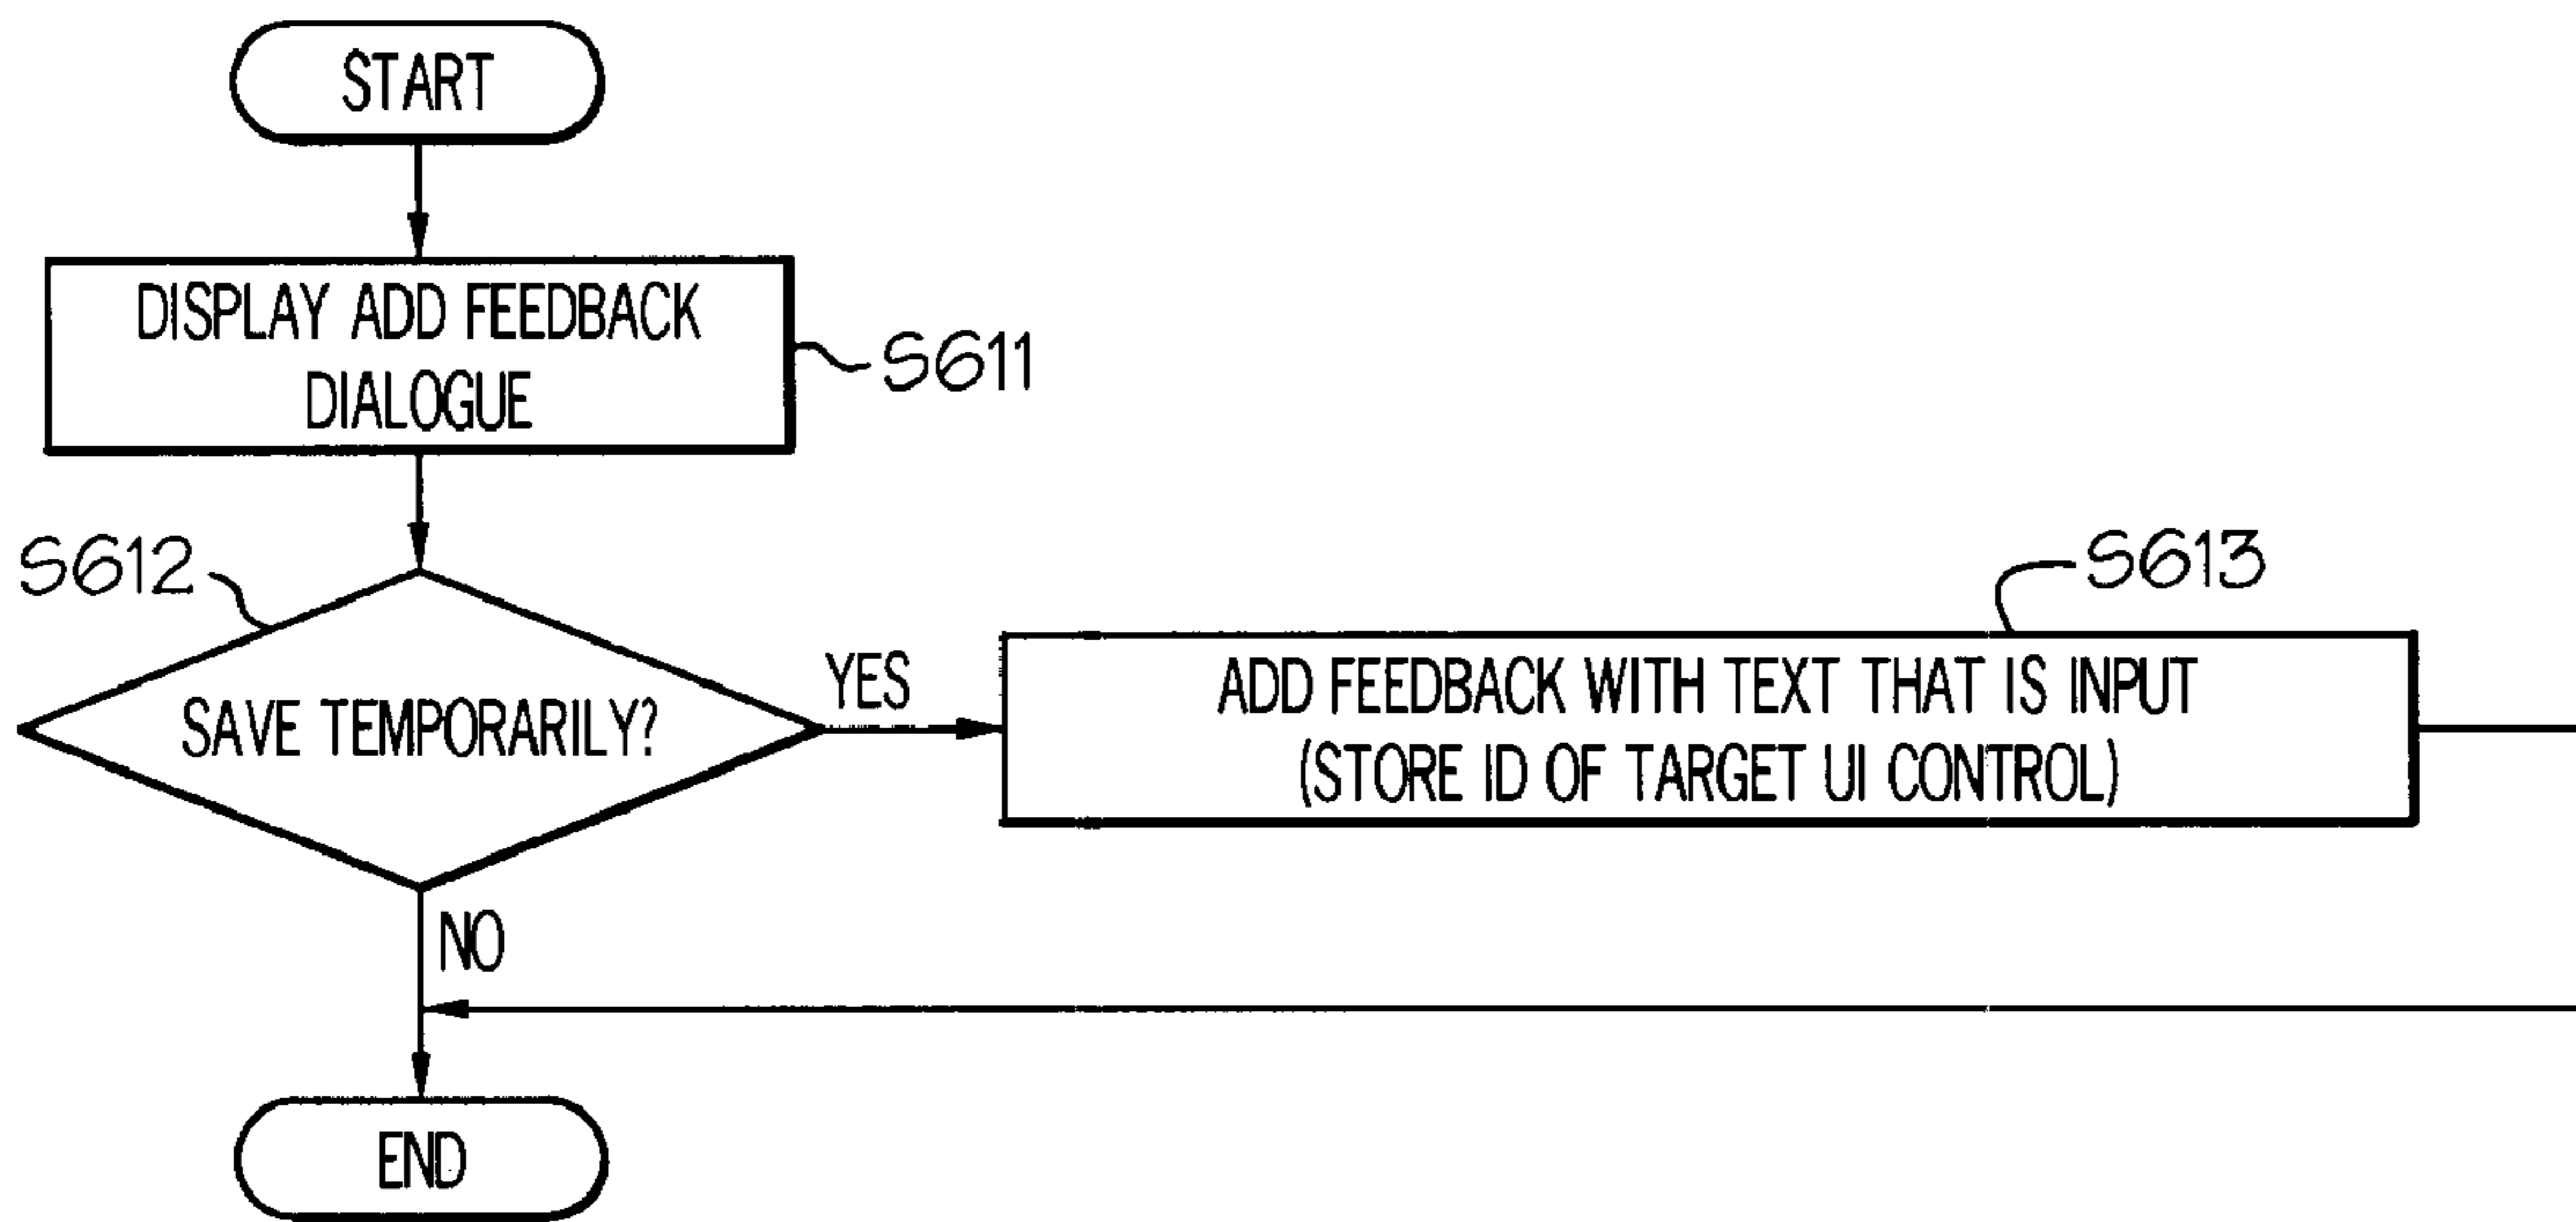 START
DISPLAY ADD FEEDBACK
DIALOGUE
S611
S612
SAVE TEMPORARILY?
YES
S613
ADD FEEDBACK WITH TEXT THAT IS INPUT
(STORE ID OF TARGET UI CONTROL)
NO
END